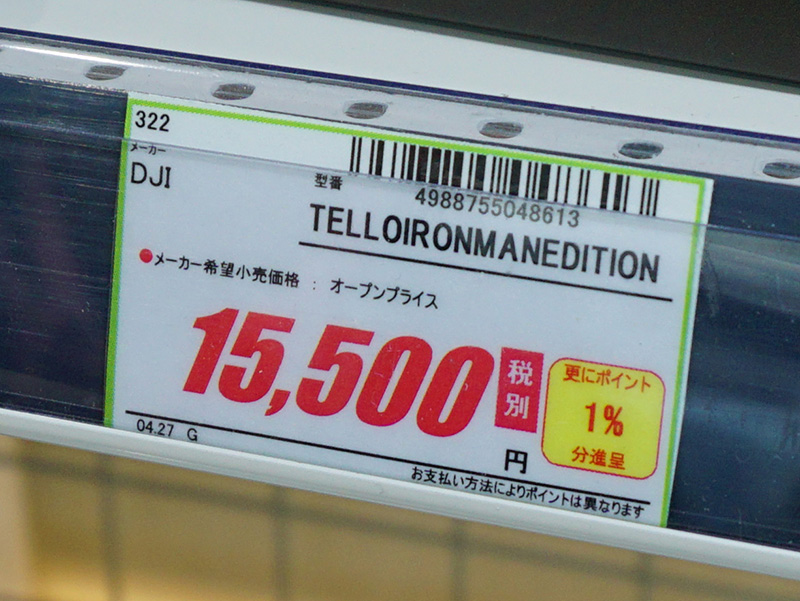 322
メーカー
DJI
型番
4988755048613
TELLOIRONMANEDITION
●メーカー希望小売価格 : オープンプライス
15,500
税別
円
更にポイント
1%
分進呈
04.27 G
お支払い方法によりポイントは異なります